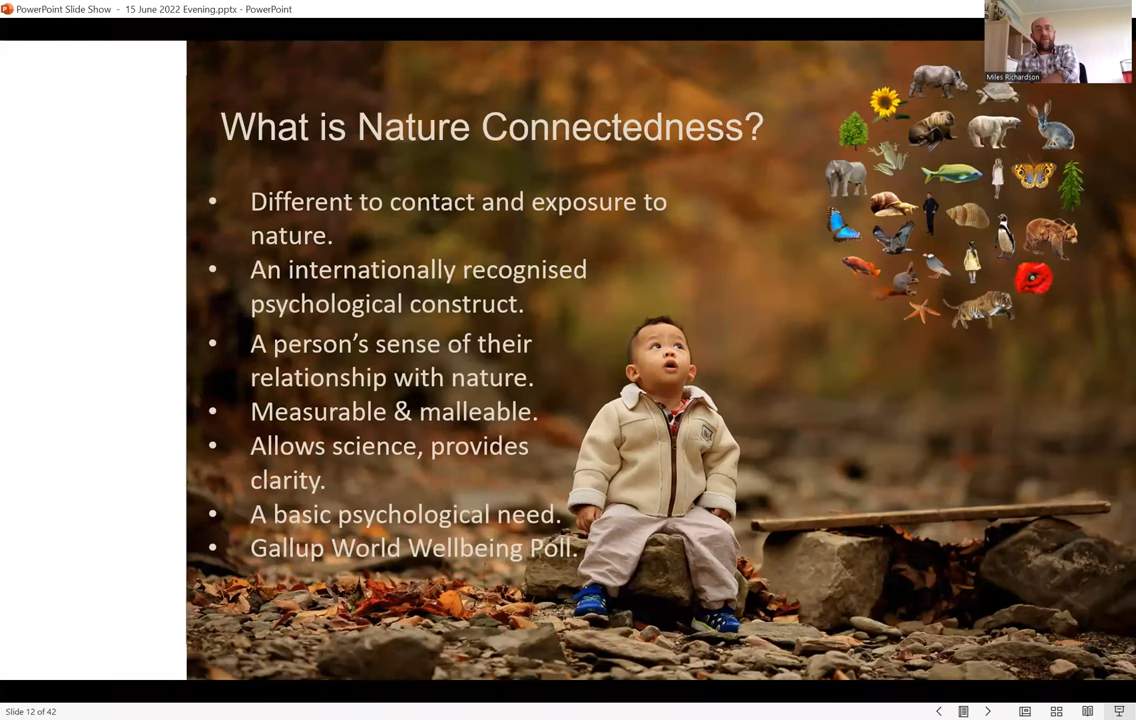 PowerPoint Slide Show - 15 June 2022 Evening.pptx - PowerPoint
Miles Richardson
What is Nature Connectedness?
• Different to contact and exposure to
nature.
• An internationally recognised
psychological construct.
• A person’s sense of their
relationship with nature.
• Measurable & malleable.
• Allows science, provides
clarity.
• A basic psychological need.
• Gallup World Wellbeing Poll.
Slide 12 of 42